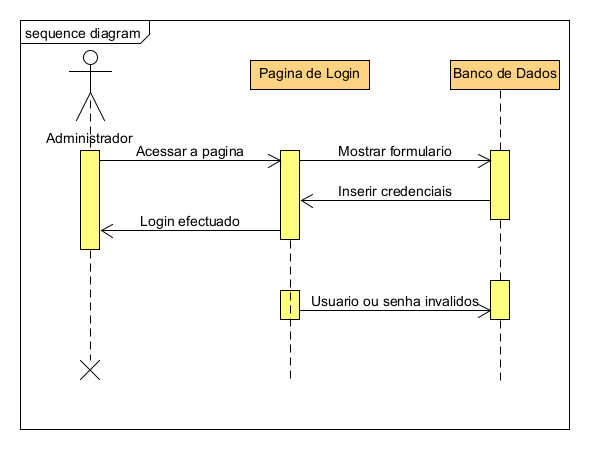 sequence diagram
Pagina de Login
Banco de Dados
Administrador
Acessar a pagina
Mostrar formulario
Inserir credenciais
Login efectuado
Usuario ou senha invalidos